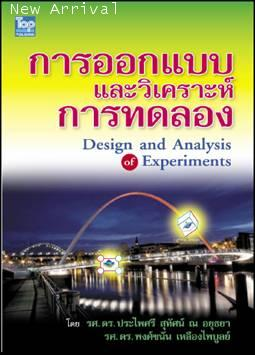 New Arrival
Top
การออกแบบ
และวิเคราะห์
การทดลอง
Design and Analysis
of Experiments
โดย รศ. ดร. ประไพศรี สุทัศน์ ณ อยุธยา
รศ. ดร. พงศ์ชนัน เหลืองไพบูลย์